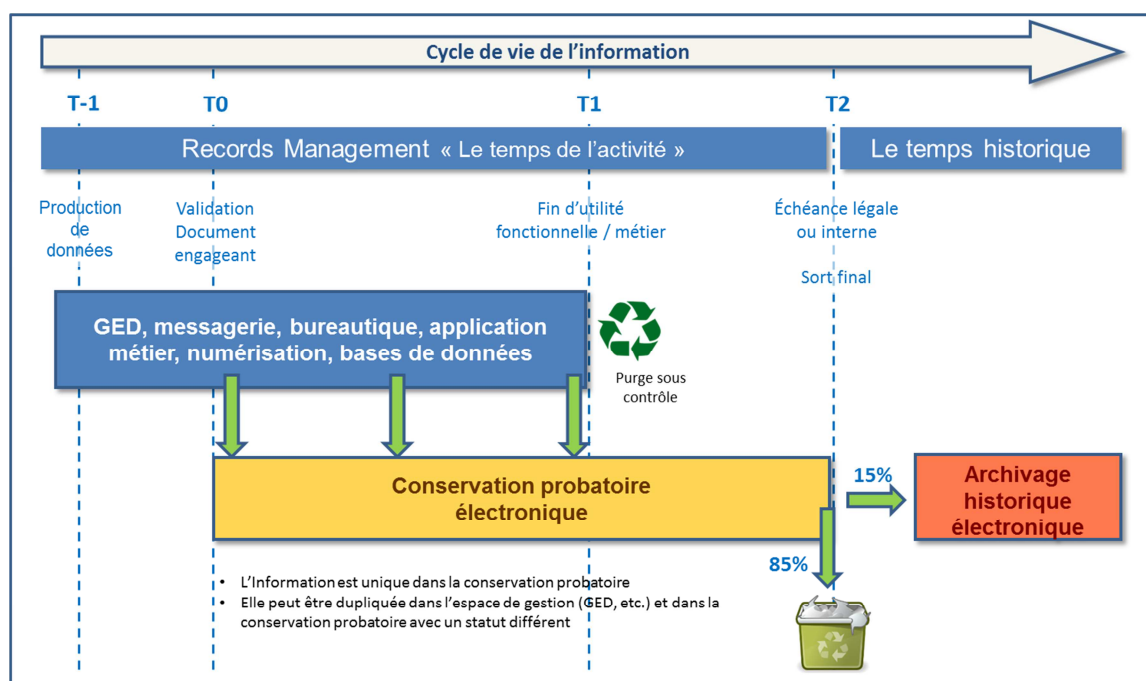 Cycle de vie de l'information
T-1
T0
T1
T2
Records Management « Le temps de l'activité »
Le temps historique
Production
de
données
Validation
Document
engageant
Fin d'utilité
fonctionnelle / métier
Échéance légale
ou interne
Sort final
GED, messagerie, bureautique, application
métier, numérisation, bases de données
Purge sous
contrôle
Conservation probatoire
électronique
15%
Archivage
historique
électronique
85%
• L'Information est unique dans la conservation probatoire
• Elle peut être dupliquée dans l'espace de gestion (GED, etc.) et dans la
conservation probatoire avec un statut différent